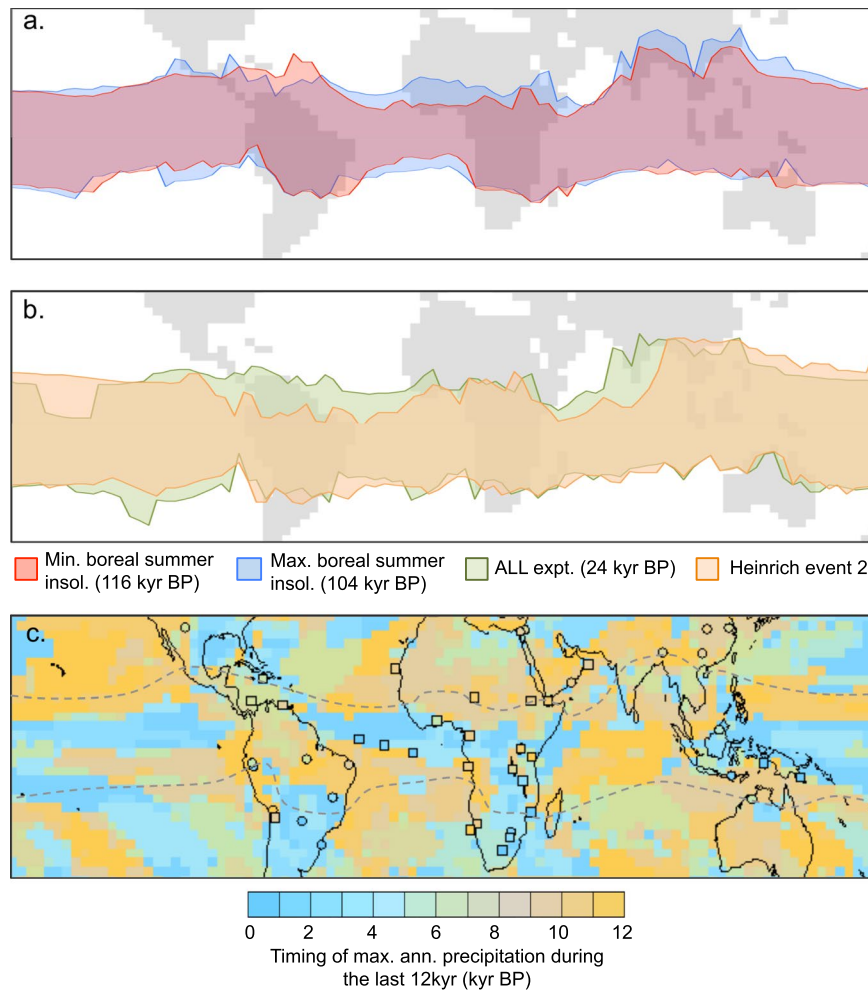 a.
b.
Min. boreal summer
insol. (116 kyr BP)
Max. boreal summer
insol. (104 kyr BP)
ALL expt. (24 kyr BP)
Heinrich event 2
c.
0 2 4 6 8 10 12
Timing of max. ann. precipitation during
the last 12kyr (kyr BP)